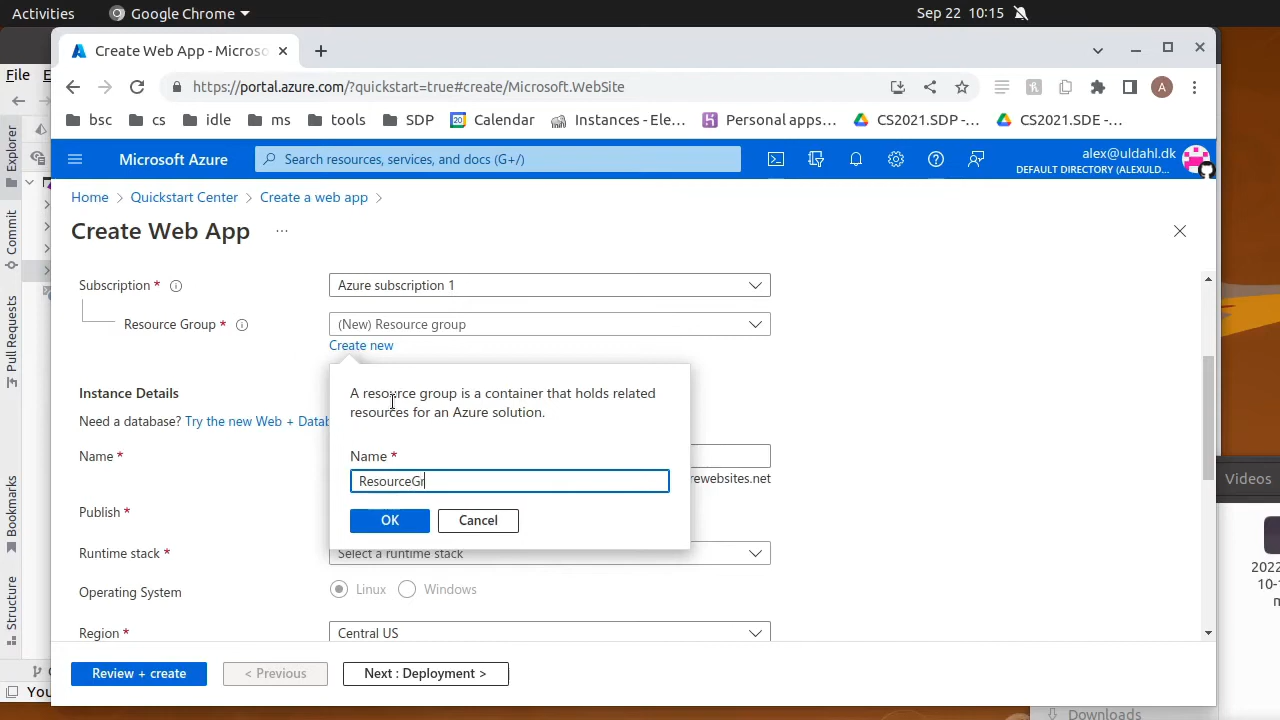 Activities
Google Chrome
Sep 22 10:15
File E
Create Web App - Microso
https://portal.azure.com/?quickstart=true#create/Microsoft.WebSite
A
bsc
cs
idle
ms
tools
SDP
Calendar
Instances - Ele...
Personal apps...
CS2021.SDP -...
CS2021.SDE -...
Microsoft Azure
Search resources, services, and docs (G+/)
alex@uldahl.dk
DEFAULT DIRECTORY (ALEXULD...
Home > Quickstart Center > Create a web app >
Create Web App ...
Subscription *
Azure subscription 1
Resource Group *
(New) Resource group
Create new
A resource group is a container that holds related
resources for an Azure solution.
Name *
ResourceGr
OK
Cancel
Instance Details
Need a database? Try the new Web + Datab
Name *
rewebsites.net
Publish *
Runtime stack *
Select a runtime stack
Operating System
Linux
Windows
Region *
Central US
Review + create
< Previous
Next : Deployment >
Explorer
Commit
Pull Requests
Bookmarks
Structure
You
Videos
2022
10-1
m
Downloads